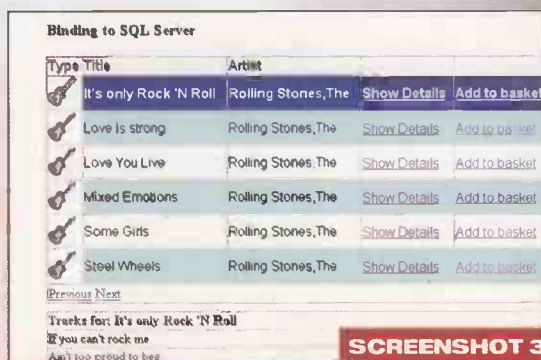 Binding to SQL Server
Type Title Artist
It's only Rock 'N Roll Rolling Stones,The Show Details Add to basket
Love Is strong Rolling Stones,The Show Details Add to basket
Love You Live Rolling Stones,The Show Details Add to basket
Mixed Emotions Rolling Stones,The Show Details Add to basket
Some Girls Rolling Stones,The Show Details Add to basket
Steel Wheels Rolling Stones,The Show Details Add to basket
Previous Next
Tracks for: It's only Rock 'N Roll
If you can't rock me
Ain't too proud to beg
SCREENSHOT 3